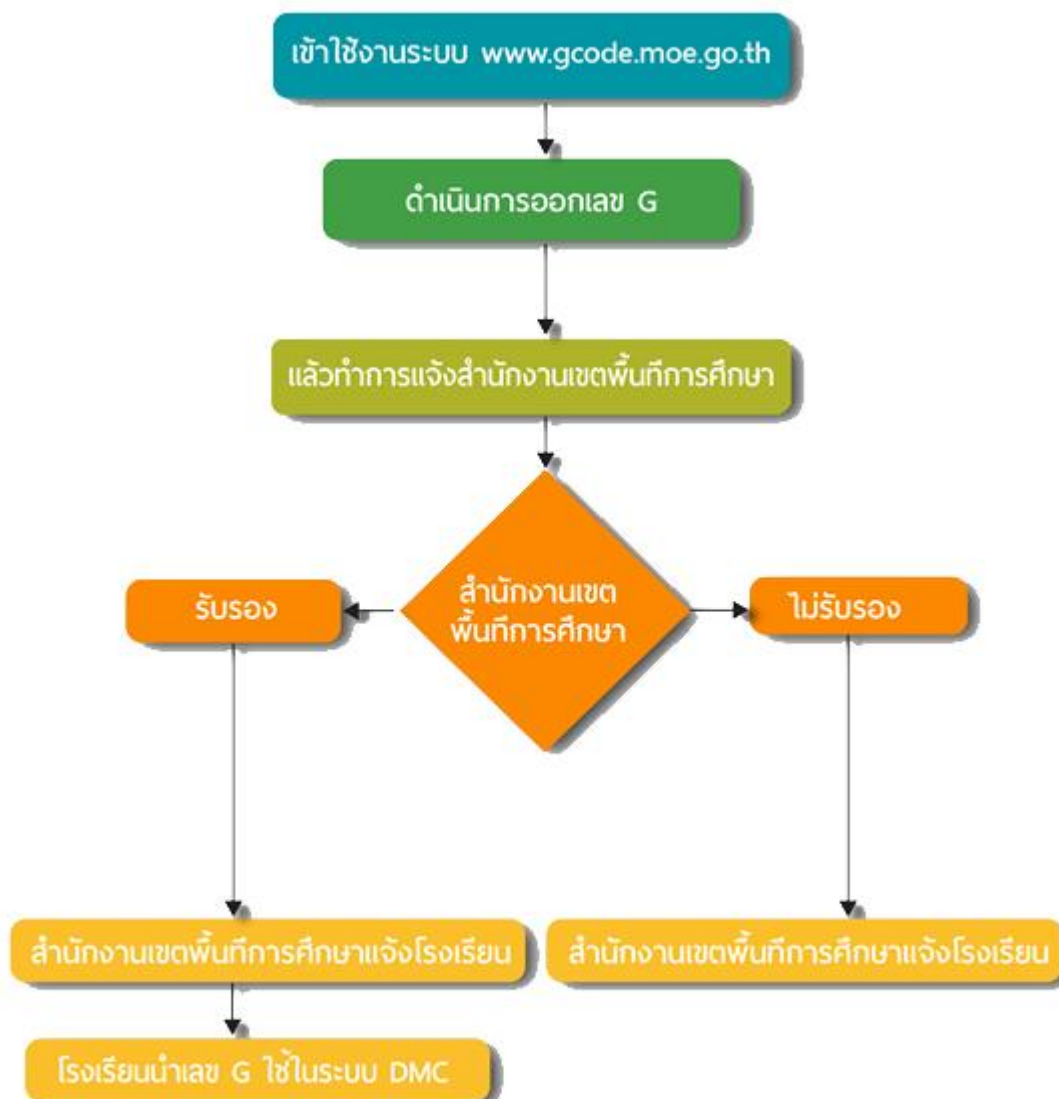 เข้าใช้งานระบบ www.gcode.moe.go.th
ดำเนินการออกเลข G
แล้วทำการแจ้งสำนักงานเขตพื้นที่การศึกษา
สำนักงานเขต
พื้นที่การศึกษา
รับรอง
ไม่รับรอง
สำนักงานเขตพื้นที่การศึกษาแจ้งโรงเรียน
สำนักงานเขตพื้นที่การศึกษาแจ้งโรงเรียน
โรงเรียนนำเลข G ใช้ในระบบ DMC